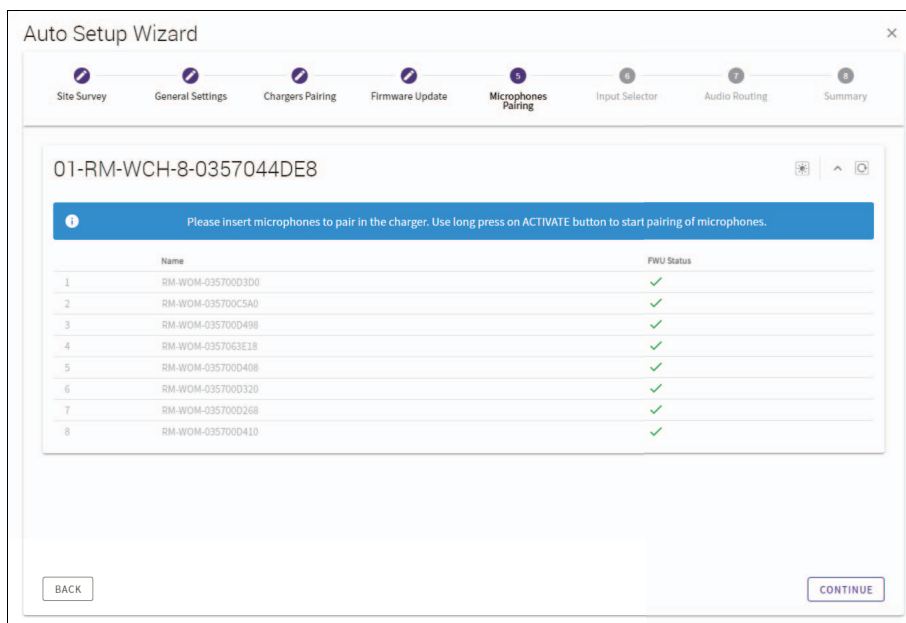 Auto Setup Wizard
Site Survey
General Settings
Chargers Pairing
Firmware Update
5
Microphones
Pairing
6
Input Selector
7
Audio Routing
8
Summary
01-RM-WCH-8-0357044DE8
Please insert microphones to pair in the charger. Use long press on ACTIVATE button to start pairing of microphones.
Name FWU Status
1 RM-WOM-035700D3D0
2 RM-WOM-035700C5A0
3 RM-WOM-035700D498
4 RM-WOM-0357063E18
5 RM-WOM-035700D408
6 RM-WOM-035700D320
7 RM-WOM-035700D268
8 RM-WOM-035700D410
BACK
CONTINUE